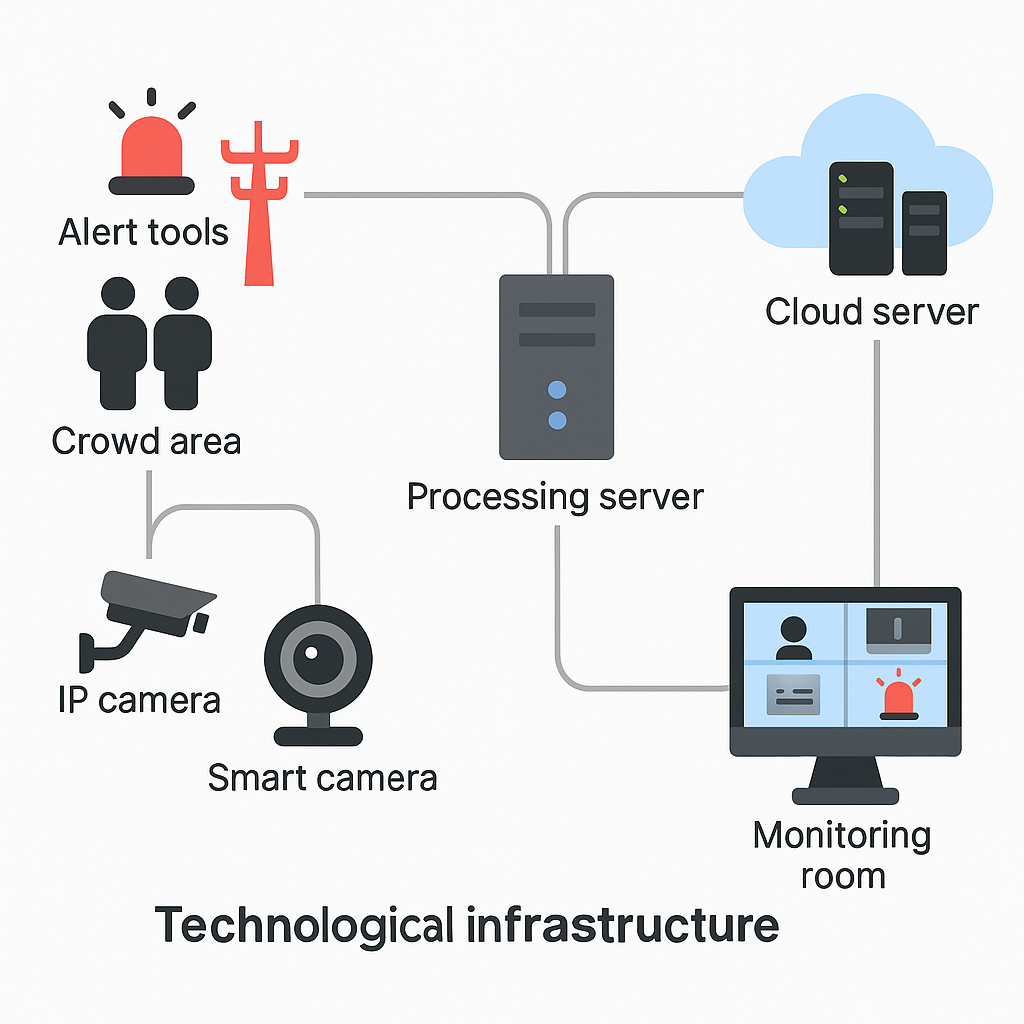 Alert tools
Cloud server
Crowd area
Processing server
IP camera
Smart camera
Monitoring
room
Technological infrastructure